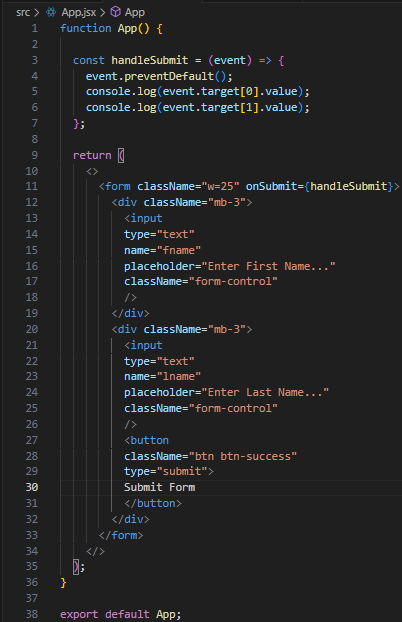 src > App.jsx > App
1 function App() {
2
3   const handleSubmit = (event) => {
4     event.preventDefault();
5     console.log(event.target[0].value);
6     console.log(event.target[1].value);
7   };
8
9   return (
10     <>
11       <form className="w=25" onSubmit={handleSubmit}>
12         <div className="mb-3">
13           <input
14           type="text"
15           name="fname"
16           placeholder="Enter First Name..."
17           className="form-control"
18           />
19         </div>
20         <div className="mb-3">
21           <input
22           type="text"
23           name="lname"
24           placeholder="Enter Last Name..."
25           className="form-control"
26           />
27           <button
28           className="btn btn-success"
29           type="submit">
30           Submit Form
31           </button>
32         </div>
33       </form>
34     </>
35   );
36 }
37
38 export default App;